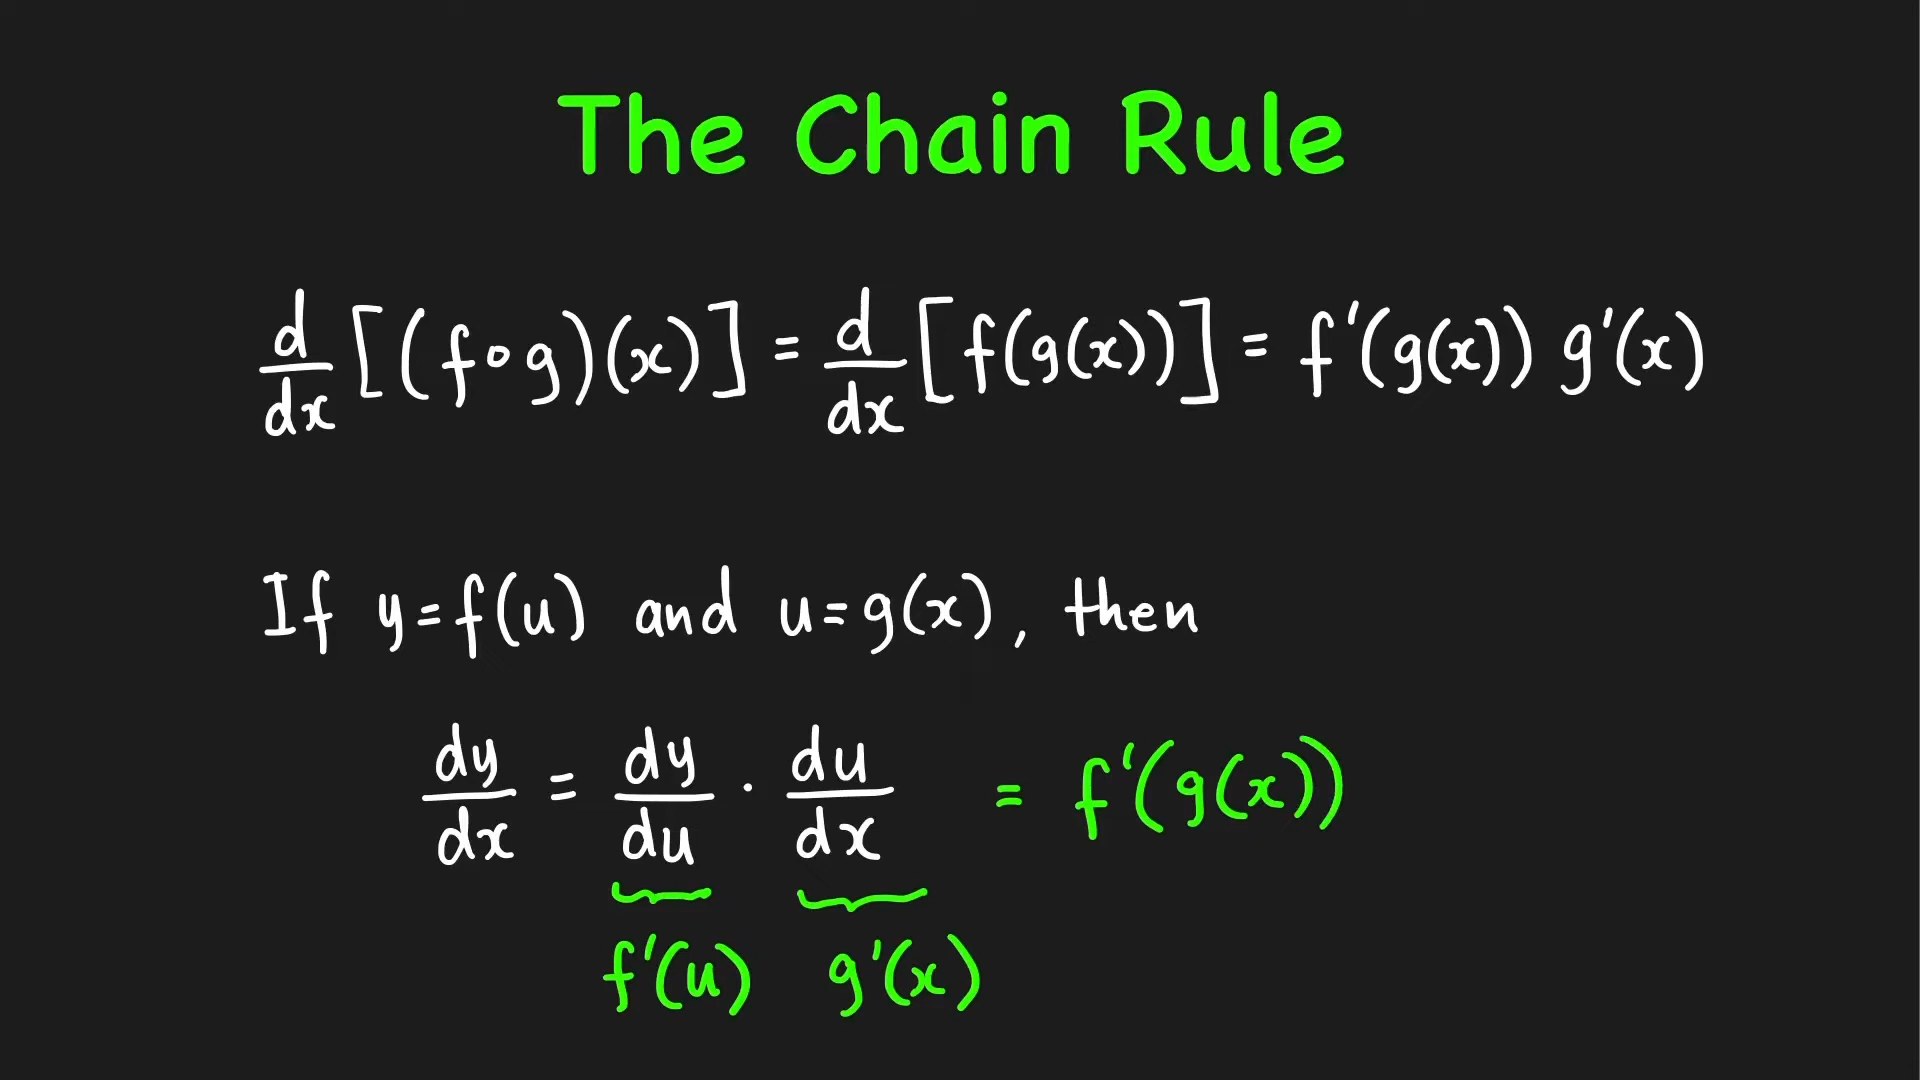 The Chain Rule
d/dx [(f∘g)(x)] = d/dx [f(g(x))] = f'(g(x)) g'(x)
If y=f(u) and u=g(x), then
dy/dx = dy/du · du/dx = f'(g(x))
f'(u) g'(x)